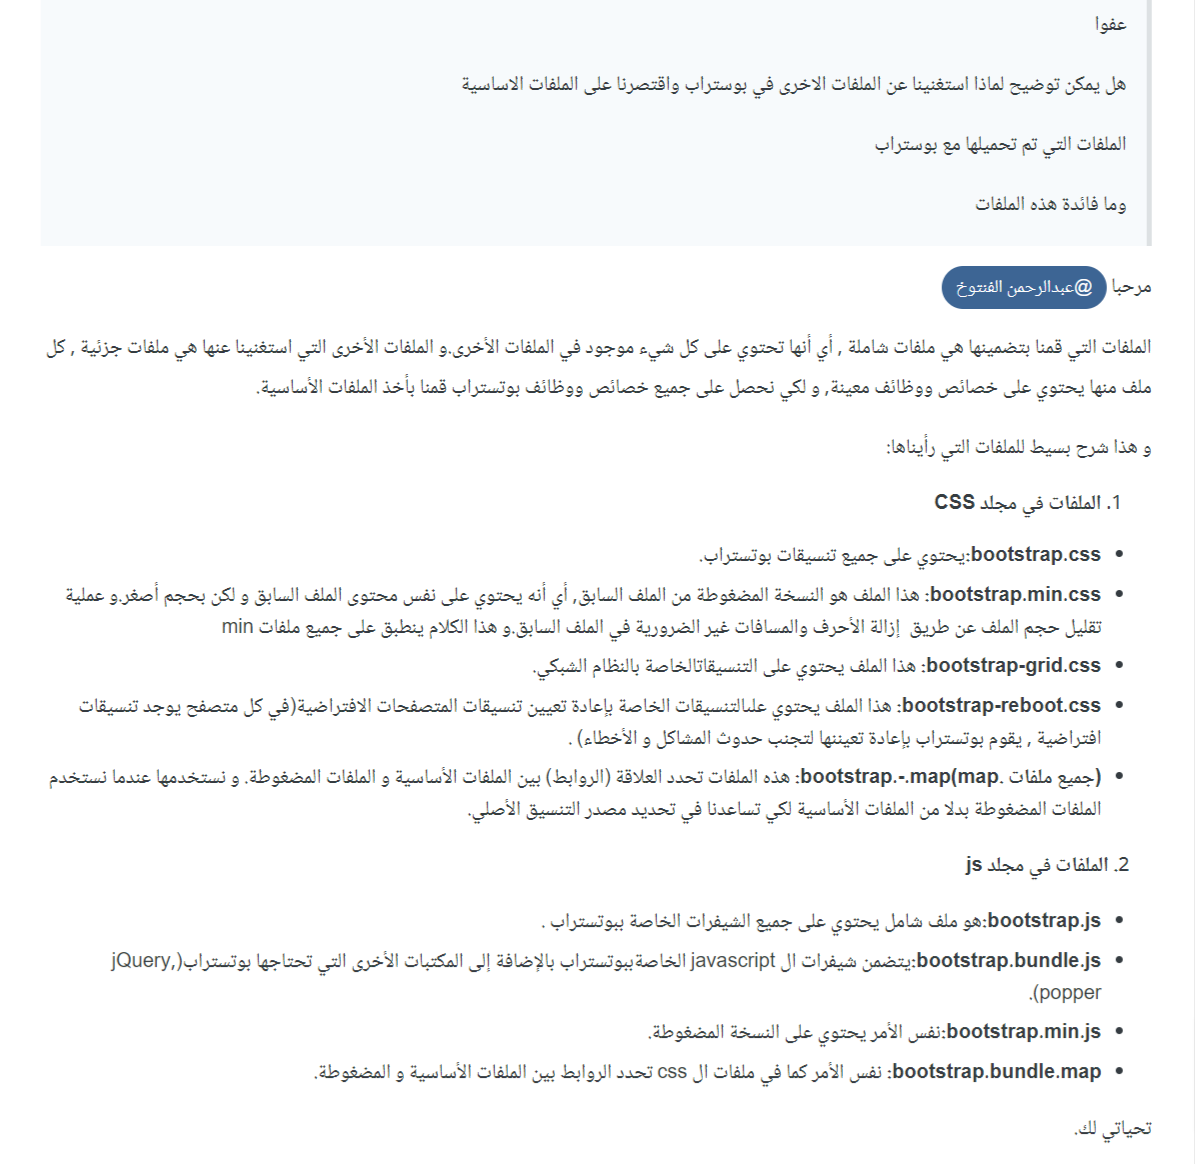 عفوا
هل يمكن توضيح لماذا استغنينا عن الملفات الاخرى في بوستراب واقتصرنا على الملفات الاساسية
الملفات التي تم تحميلها مع بوستراب
وما فائدة هذه الملفات
مرحبا @عبدالرحمن الفنتوخ
الملفات التي قمنا بتضمينها هي ملفات شاملة , أي أنها تحتوي على كل شيء موجود في الملفات الأخرى.و الملفات الأخرى التي استغنينا عنها هي ملفات جزئية , كل
ملف منها يحتوي على خصائص ووظائف معينة, و لكي نحصل على جميع خصائص ووظائف بوتستراب قمنا بأخذ الملفات الأساسية.
و هذا شرح بسيط للملفات التي رأيناها:
1. الملفات في مجلد CSS
• bootstrap.css:يحتوي على جميع تنسيقات بوتستراب.
• bootstrap.min.css: هذا الملف هو النسخة المضغوطة من الملف السابق, أي أنه يحتوي على نفس محتوى الملف السابق و لكن بحجم أصغر.و عملية
تقليل حجم الملف عن طريق إزالة الأحرف والمسافات غير الضرورية في الملف السابق.و هذا الكلام ينطبق على جميع ملفات min
• bootstrap-grid.css: هذا الملف يحتوي على التنسيقاتالخاصة بالنظام الشبكي.
• bootstrap-reboot.css: هذا الملف يحتوي علىالتنسيقات الخاصة بإعادة تعيين تنسيقات المتصفحات الافتراضية(في كل متصفح يوجد تنسيقات
افتراضية , يقوم بوتستراب بإعادة تعيننها لتجنب حدوث المشاكل و الأخطاء) .
• bootstrap.-.map(map. جميع ملفات): هذه الملفات تحدد العلاقة (الروابط) بين الملفات الأساسية و الملفات المضغوطة. و نستخدمها عندما نستخدم
الملفات المضغوطة بدلا من الملفات الأساسية لكي تساعدنا في تحديد مصدر التنسيق الأصلي.
2. الملفات في مجلد js
• bootstrap.js:هو ملف شامل يحتوي على جميع الشيفرات الخاصة ببوتستراب .
• bootstrap.bundle.js:يتضمن شيفرات ال javascript الخاصةببوتستراب بالإضافة إلى المكتبات الأخرى التي تحتاجها بوتستراب(jQuery,
popper).
• bootstrap.min.js:نفس الأمر يحتوي على النسخة المضغوطة.
• bootstrap.bundle.map: نفس الأمر كما في ملفات ال css تحدد الروابط بين الملفات الأساسية و المضغوطة.
تحياتي لك.